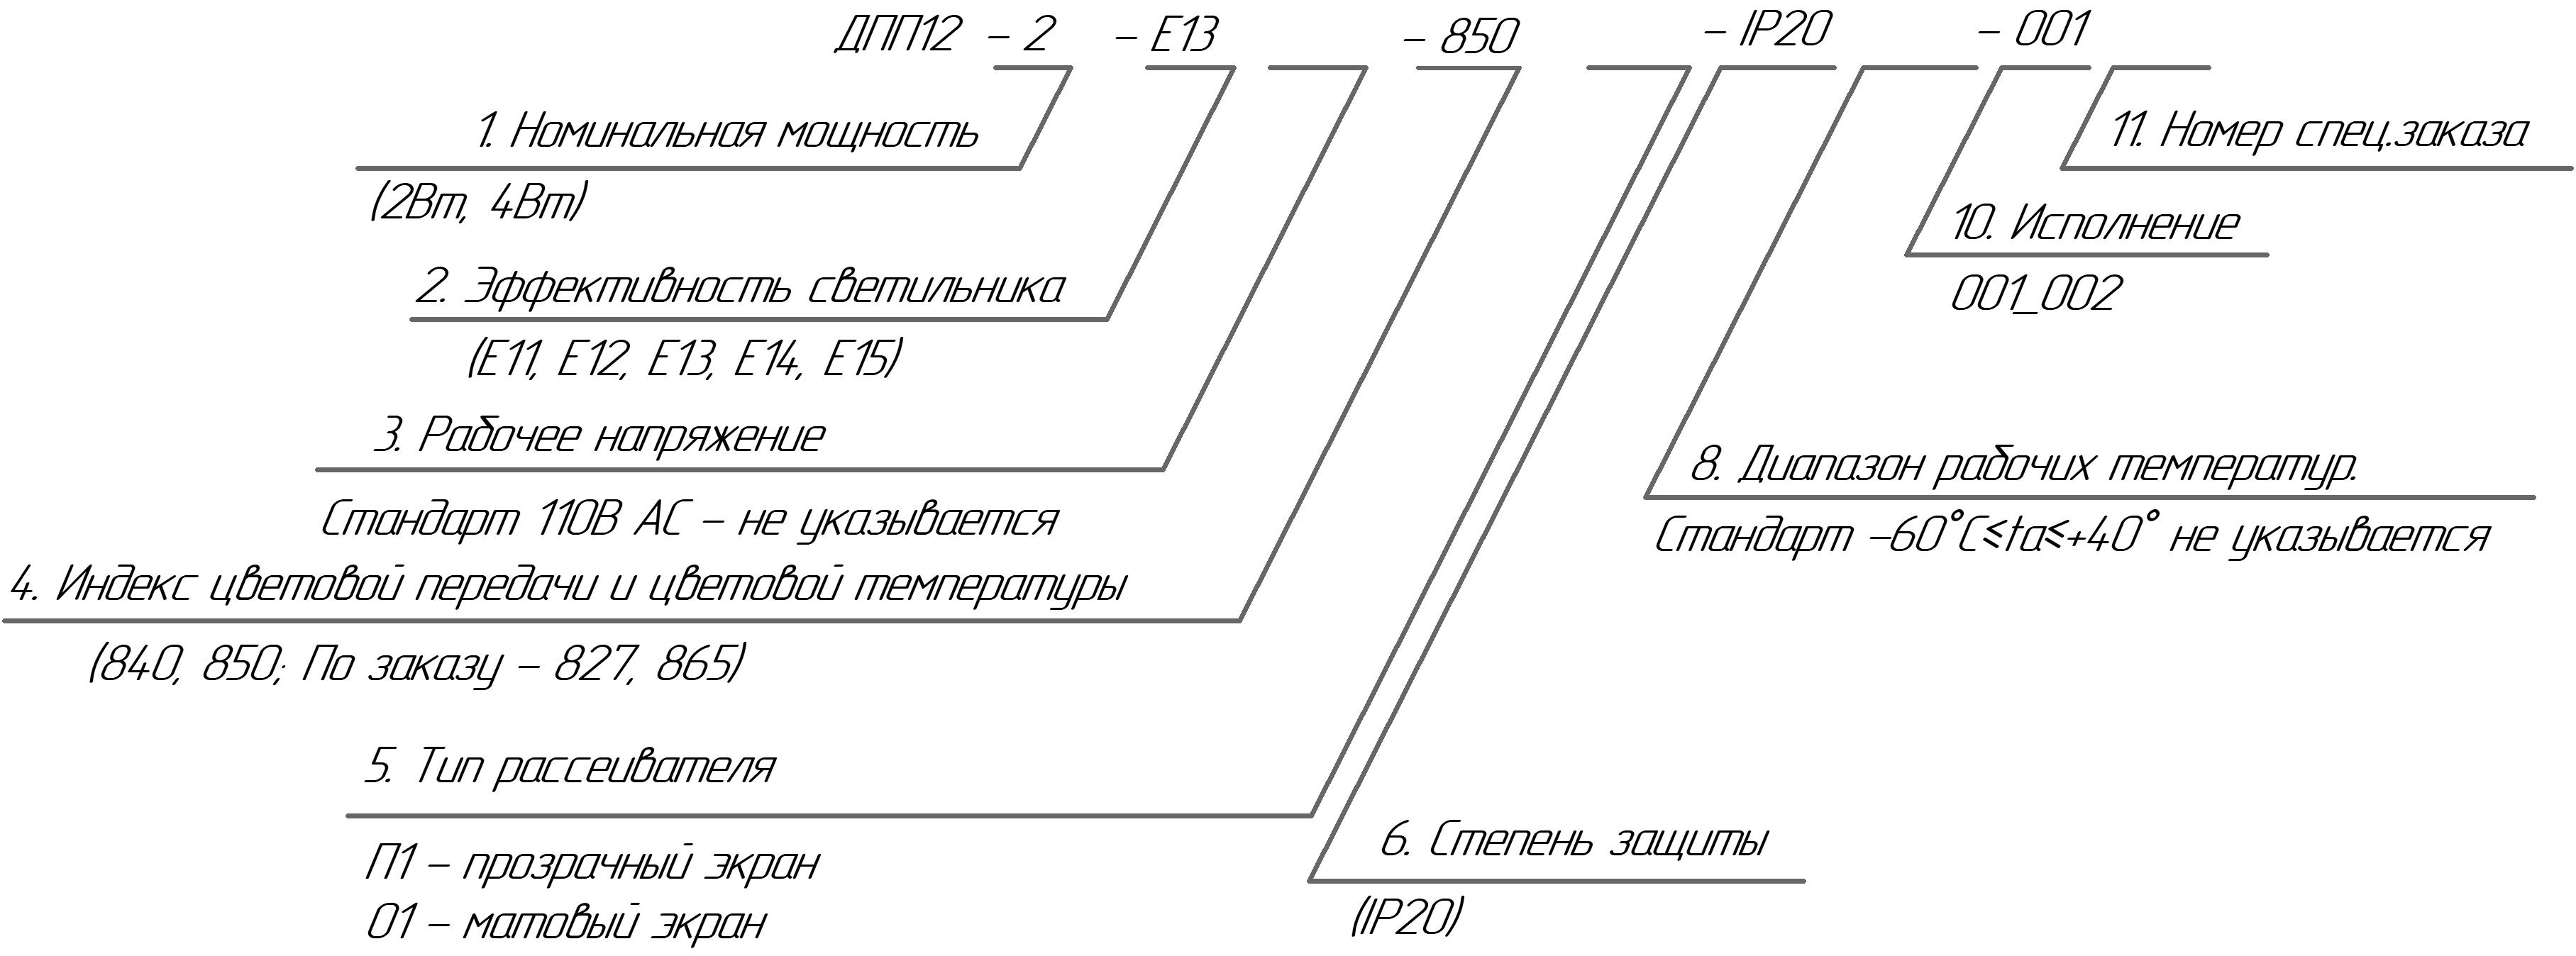 ДПП12 – 2 – Е13 – 850 – IP20 – 001
1. Номинальная мощность
(2Вт, 4Вт)
2. Эффективность светильника
(Е11, Е12, Е13, Е14, Е15)
3. Рабочее напряжение
Стандарт 110В АС – не указывается
4. Индекс цветовой передачи и цветовой температуры
(840, 850; По заказу – 827, 865)
5. Тип рассеивателя
П1 – прозрачный экран
О1 – матовый экран
6. Степень защиты
(IP20)
8. Диапазон рабочих температур.
Стандарт –60°С≤ta≤+40° не указывается
10. Исполнение
001_002
11. Номер спец.заказа